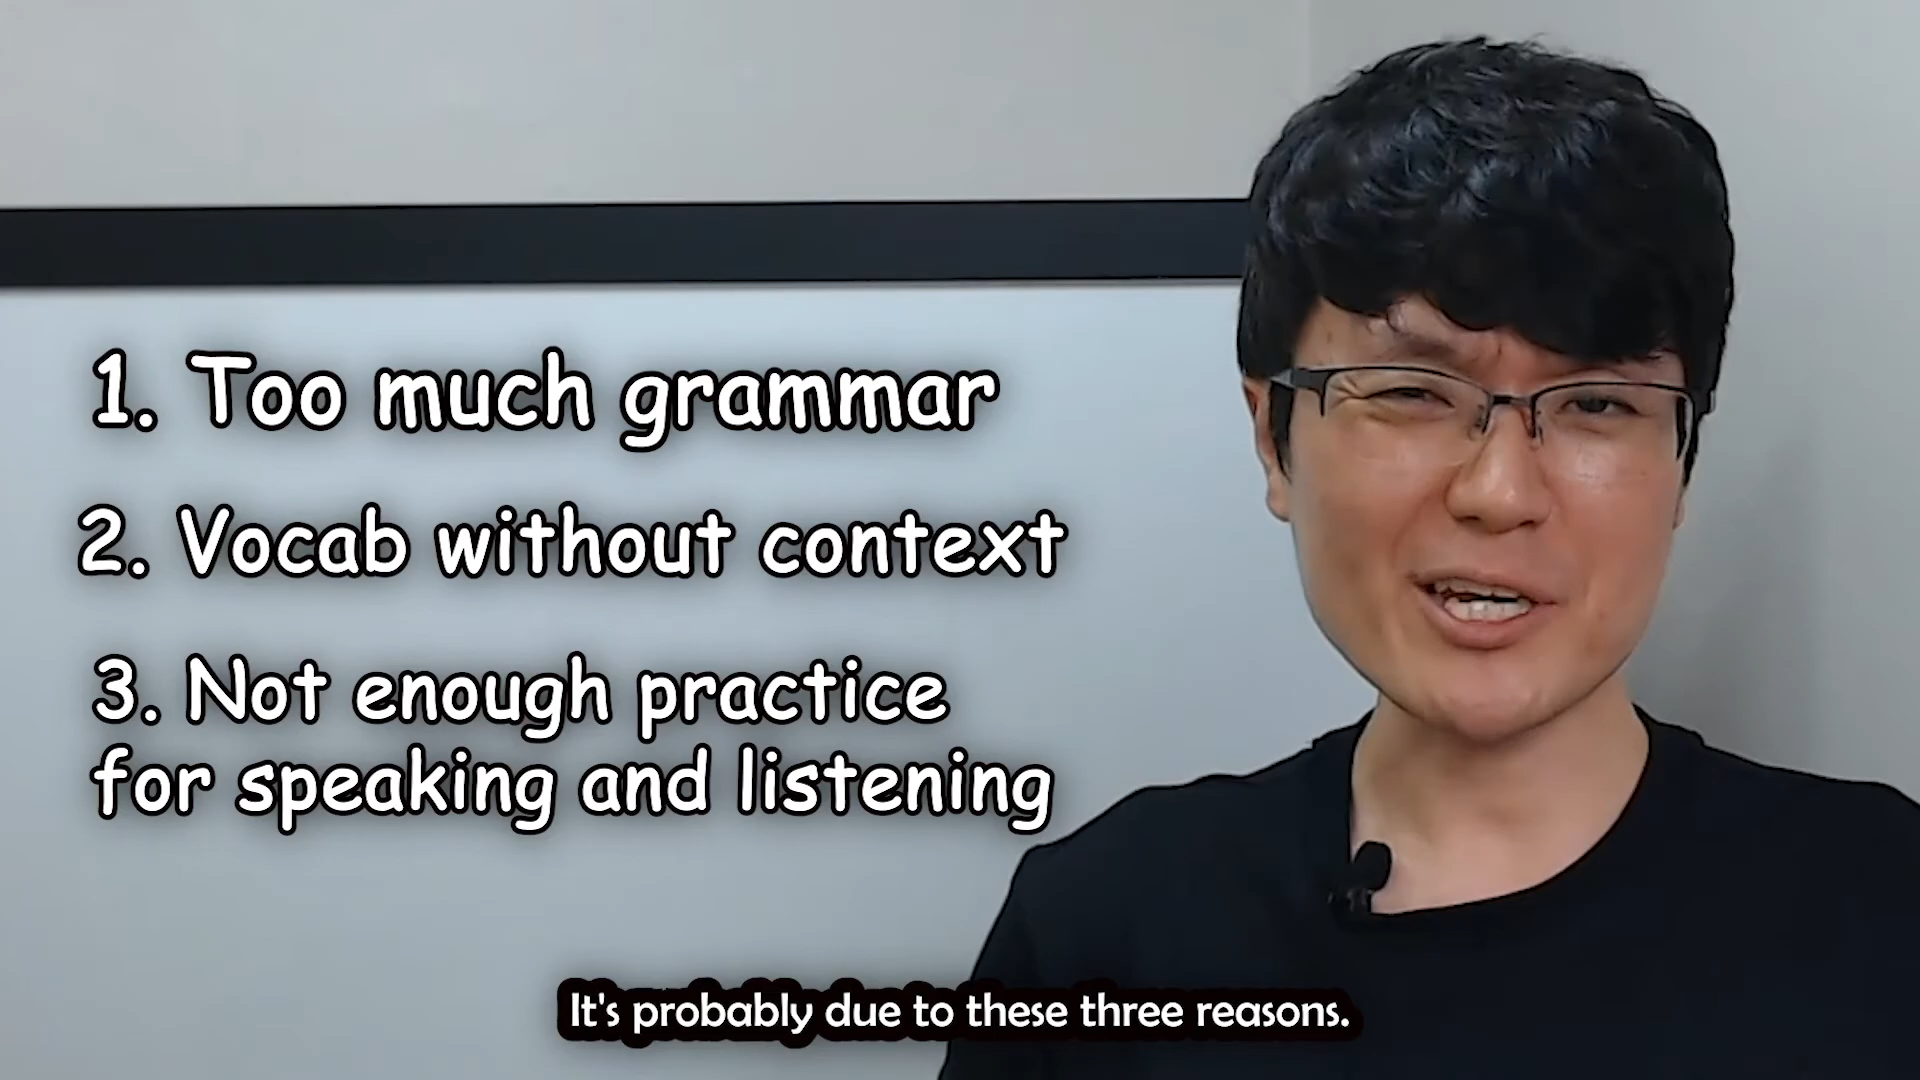 1. Too much grammar
2. Vocab without context
3. Not enough practice
for speaking and listening
It's probably due to these three reasons.